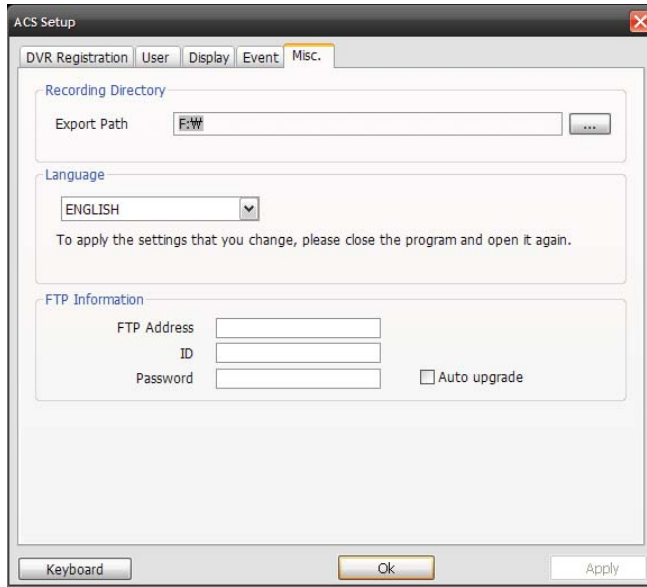 ACS Setup
DVR Registration User Display Event Misc.
Recording Directory
Export Path F:₩ ...
Language
ENGLISH
To apply the settings that you change, please close the program and open it again.
FTP Information
FTP Address
ID
Password Auto upgrade
Keyboard Ok Apply